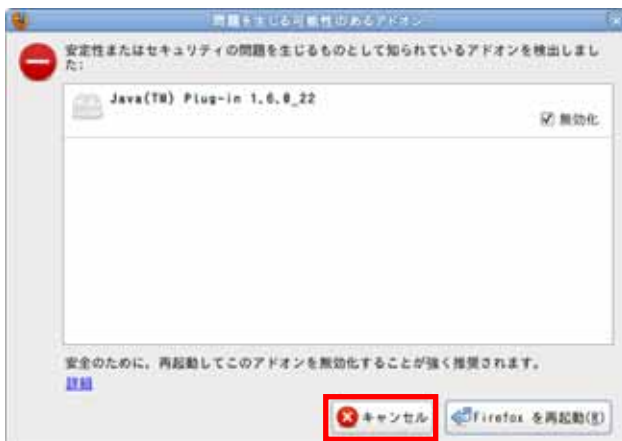 問題を生じる可能性のあるアドオン
安定性またはセキュリティの問題を生じるものとして知られているアドオンを検出しまし
た:
Java(TM) Plug-in 1.6.0_22
無効化
安全のために、再起動してこのアドオンを無効化することが強く推奨されます。
詳細
キャンセル
Firefox を再起動(R)